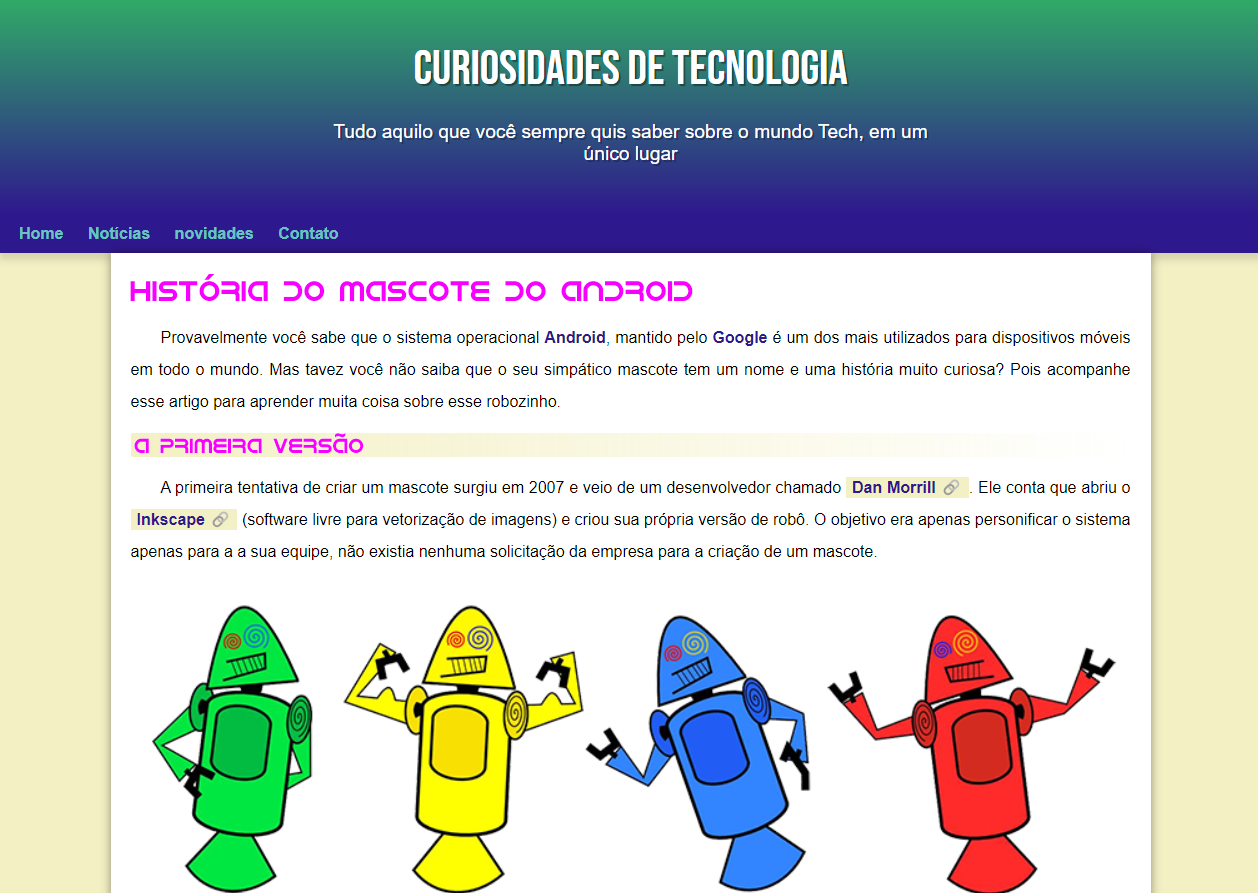 CURIOSIDADES DE TECNOLOGIA
Tudo aquilo que você sempre quis saber sobre o mundo Tech, em um
único lugar
Home Notícias novidades Contato
HISTÓRIA DO MASCOTE DO ANDROID
Provavelmente você sabe que o sistema operacional Android, mantido pelo Google é um dos mais utilizados para dispositivos móveis
em todo o mundo. Mas tavez você não saiba que o seu simpático mascote tem um nome e uma história muito curiosa? Pois acompanhe
esse artigo para aprender muita coisa sobre esse robozinho.
A PRIMEIRA VERSÃO
A primeira tentativa de criar um mascote surgiu em 2007 e veio de um desenvolvedor chamado Dan Morrill 🔗. Ele conta que abriu o
Inkscape 🔗 (software livre para vetorização de imagens) e criou sua própria versão de robô. O objetivo era apenas personificar o sistema
apenas para a a sua equipe, não existia nenhuma solicitação da empresa para a criação de um mascote.